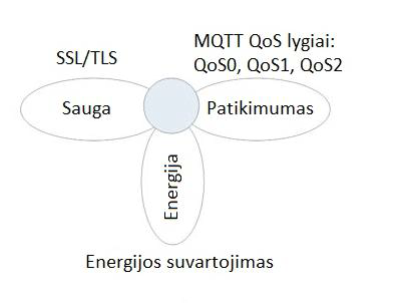 SSL/TLS
MQTT QoS lygiai:
QoS0, QoS1, QoS2
Sauga
Patikimumas
Energija
Energijos suvartojimas